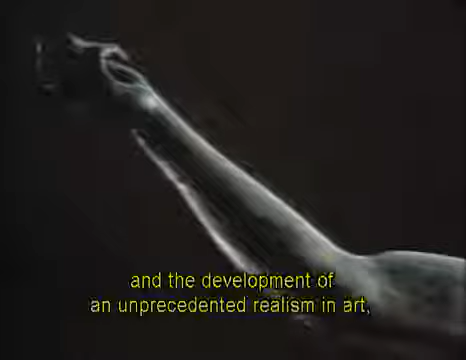 and the development of
an unprecedented realism in art,